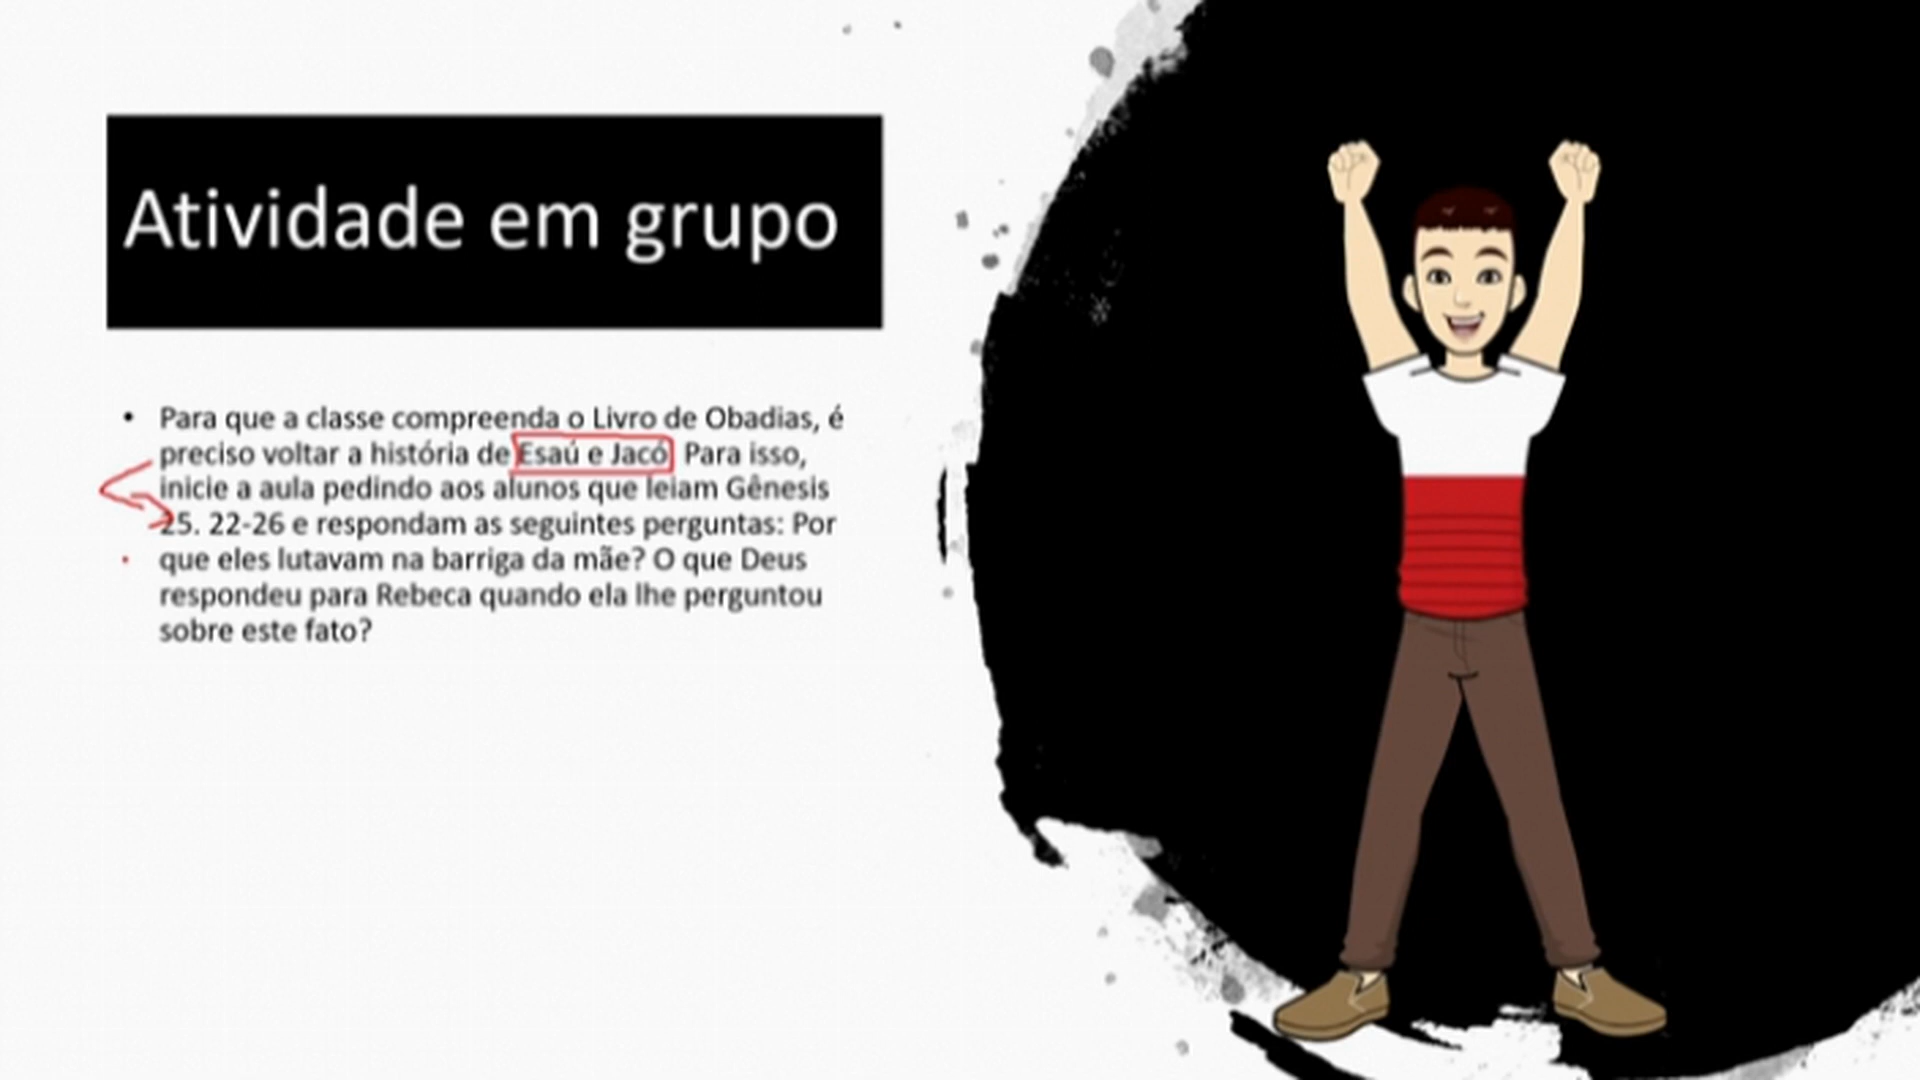 Atividade em grupo
• Para que a classe compreenda o Livro de Obadias, é
preciso voltar a história de Esaú e Jacó Para isso,
inicie a aula pedindo aos alunos que leiam Gênesis
25. 22-26 e respondam as seguintes perguntas: Por
que eles lutavam na barriga da mãe? O que Deus
respondeu para Rebeca quando ela lhe perguntou
sobre este fato?